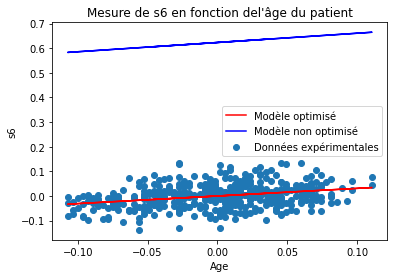 Mesure de s6 en fonction del'âge du patient
0.7
0.6
0.5
0.4
0.3
0.2
0.1
0.0
−0.1
s6
Modèle optimisé
Modèle non optimisé
Données expérimentales
−0.10
−0.05
0.00
0.05
0.10
Age